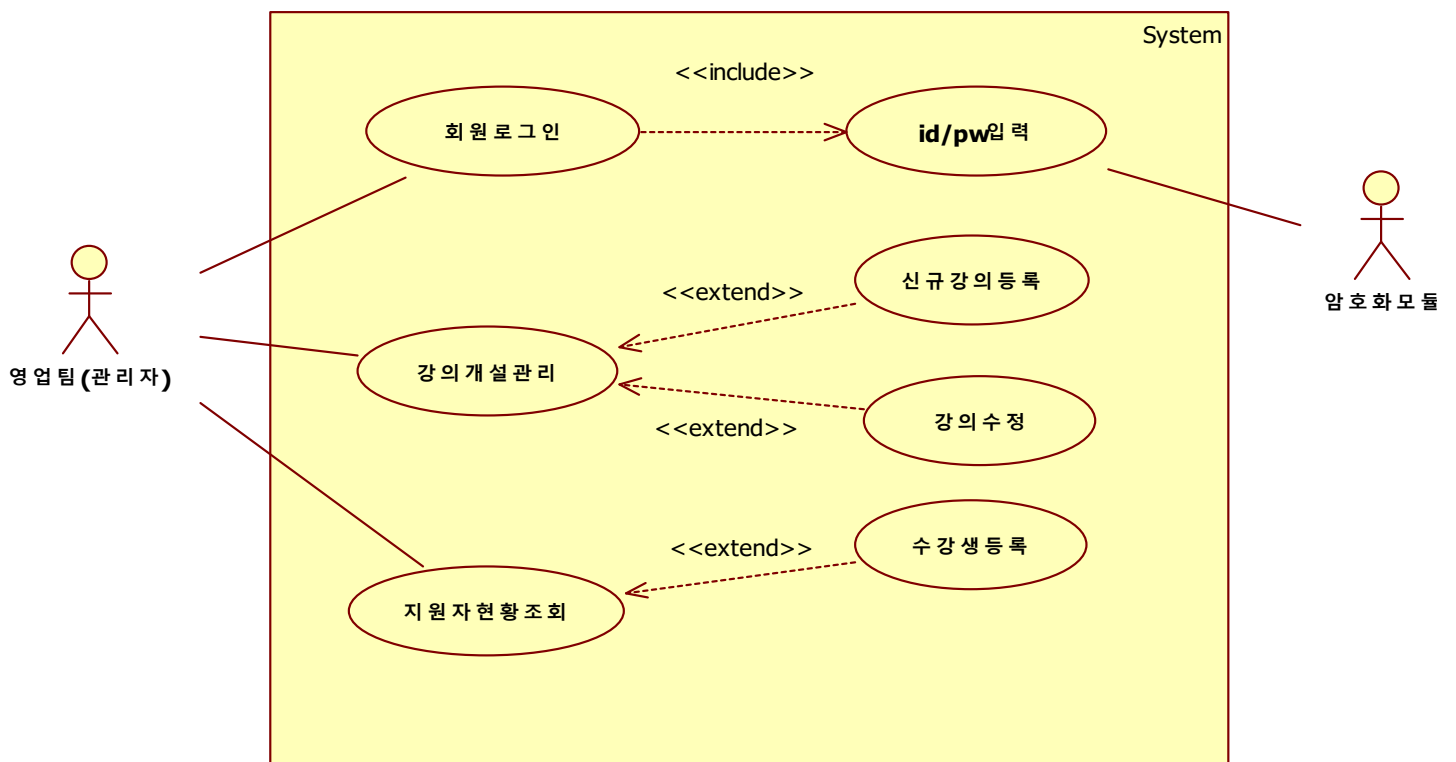 System
<<include>>
회원로그인
id/pw입력
<<extend>>
신규강의등록
암호화모듈
영업팀(관리자)
강의개설관리
<<extend>>
강의수정
<<extend>>
수강생등록
지원자현황조회